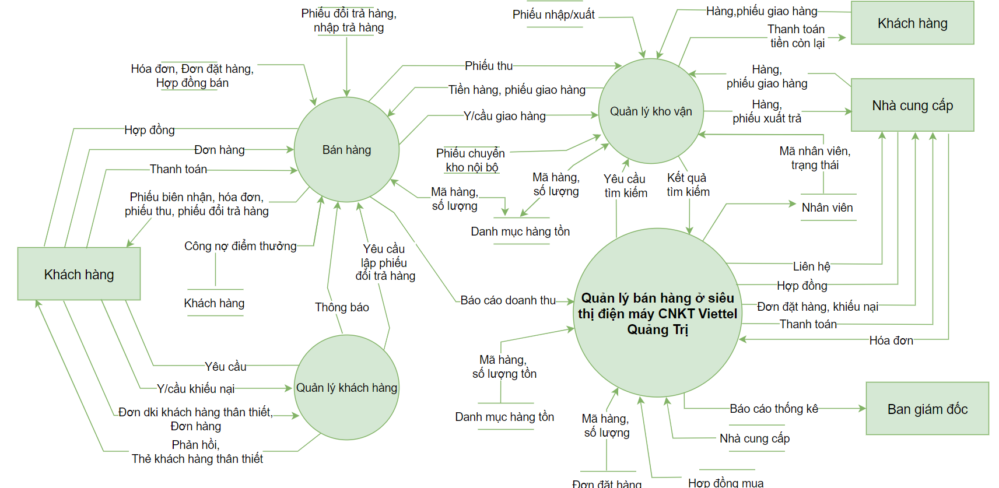 Phiếu đổi trả hàng,
nhập trả hàng
Phiếu nhập/xuất
Hàng,phiếu giao hàng
Khách hàng
Thanh toán
tiền còn lại
Hóa đơn, Đơn đặt hàng,
Hợp đồng bán
Phiếu thu
Hàng,
phiếu giao hàng
Tiền hàng, phiếu giao hàng
Quản lý kho vận
Nhà cung cấp
Hàng,
phiếu xuất trả
Y/cầu giao hàng
Hợp đồng
Đơn hàng
Bán hàng
Phiếu chuyển
kho nội bộ
Mã nhân viên,
trạng thái
Thanh toán
Mã hàng,
số lượng
Yêu cầu
tìm kiếm
Kết quả
tìm kiếm
Phiếu biên nhận, hóa đơn,
phiếu thu, phiếu đổi trả hàng
Mã hàng,
số lượng
Nhân viên
Danh mục hàng tồn
Công nợ điểm thưởng
Yêu cầu
lập phiếu
đổi trả hàng
Khách hàng
Liên hệ
Hợp đồng
Khách hàng
Thông báo
Báo cáo doanh thu
Quản lý bán hàng ở siêu
thị điện máy CNKT Viettel
Quảng Trị
Đơn đặt hàng, khiếu nại
Thanh toán
Hóa đơn
Mã hàng,
số lượng tồn
Yêu cầu
Y/cầu khiếu nại
Quản lý khách hàng
Đơn dki khách hàng thân thiết,
Đơn hàng
Danh mục hàng tồn
Mã hàng,
số lượng
Báo cáo thống kê
Ban giám đốc
Nhà cung cấp
Phản hồi,
Thẻ khách hàng thân thiết
Đơn đặt hàng
Hợp đồng mua